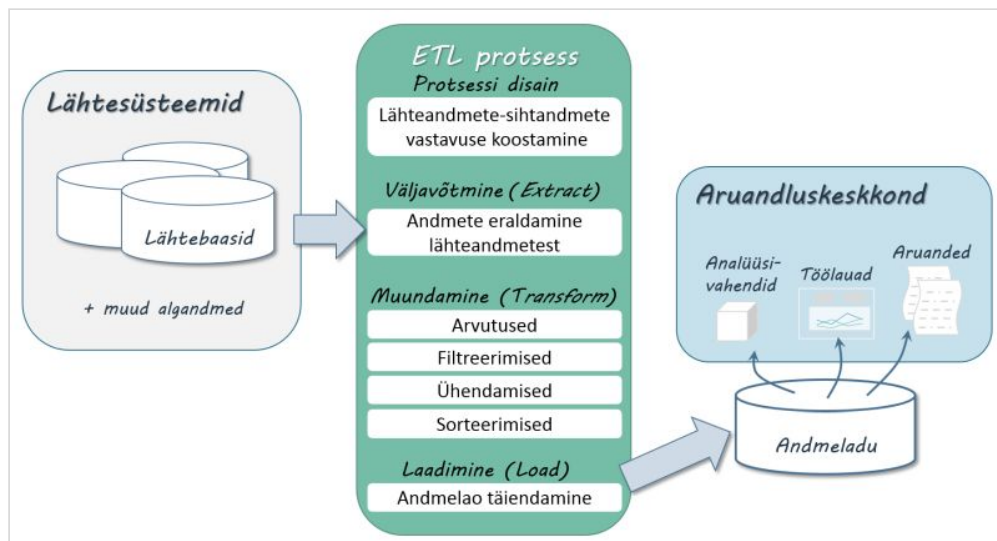 Lähtesüsteemid
Lähtebaasid
+ muud algandmed
ETL protsess
Protsessi disain
Lähteandmete-sihtandmete
vastavuse koostamine
Väljavõtmine (Extract)
Andmete eraldamine
lähteandmetest
Muundamine (Transform)
Arvutused
Filtreerimised
Ühendamised
Sorteerimised
Laadimine (Load)
Andmelao täiendamine
Aruandluskeskkond
Analüüsi-
vahendid
Töölauad
Aruanded
Andmeladu